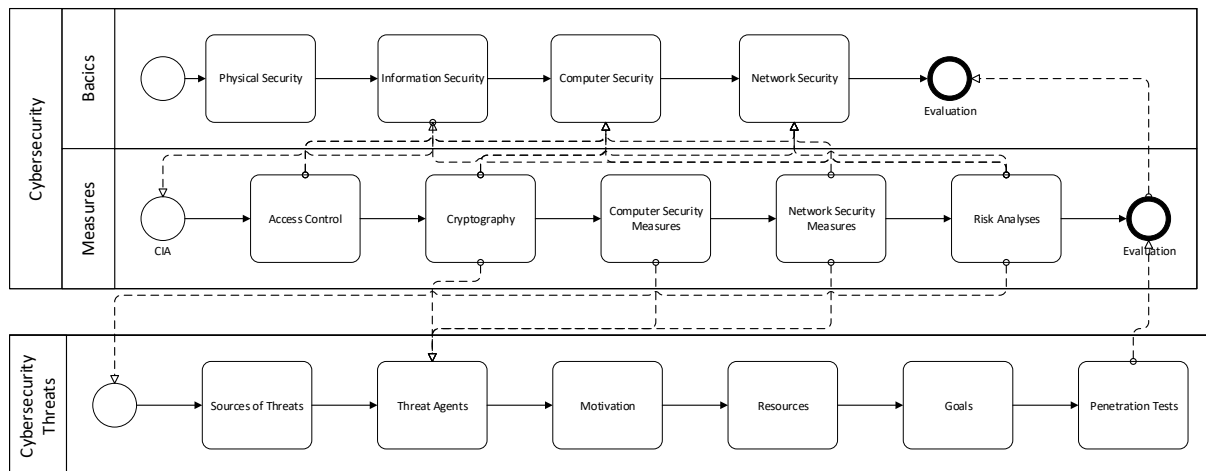 Cybersecurity
Bacics
Physical Security
Information Security
Computer Security
Network Security
Evaluation
Measures
CIA
Access Control
Cryptography
Computer Security
Measures
Network Security
Measures
Risk Analyses
Evaluation
Cybersecurity
Threats
Sources of Threats
Threat Agents
Motivation
Resources
Goals
Penetration Tests